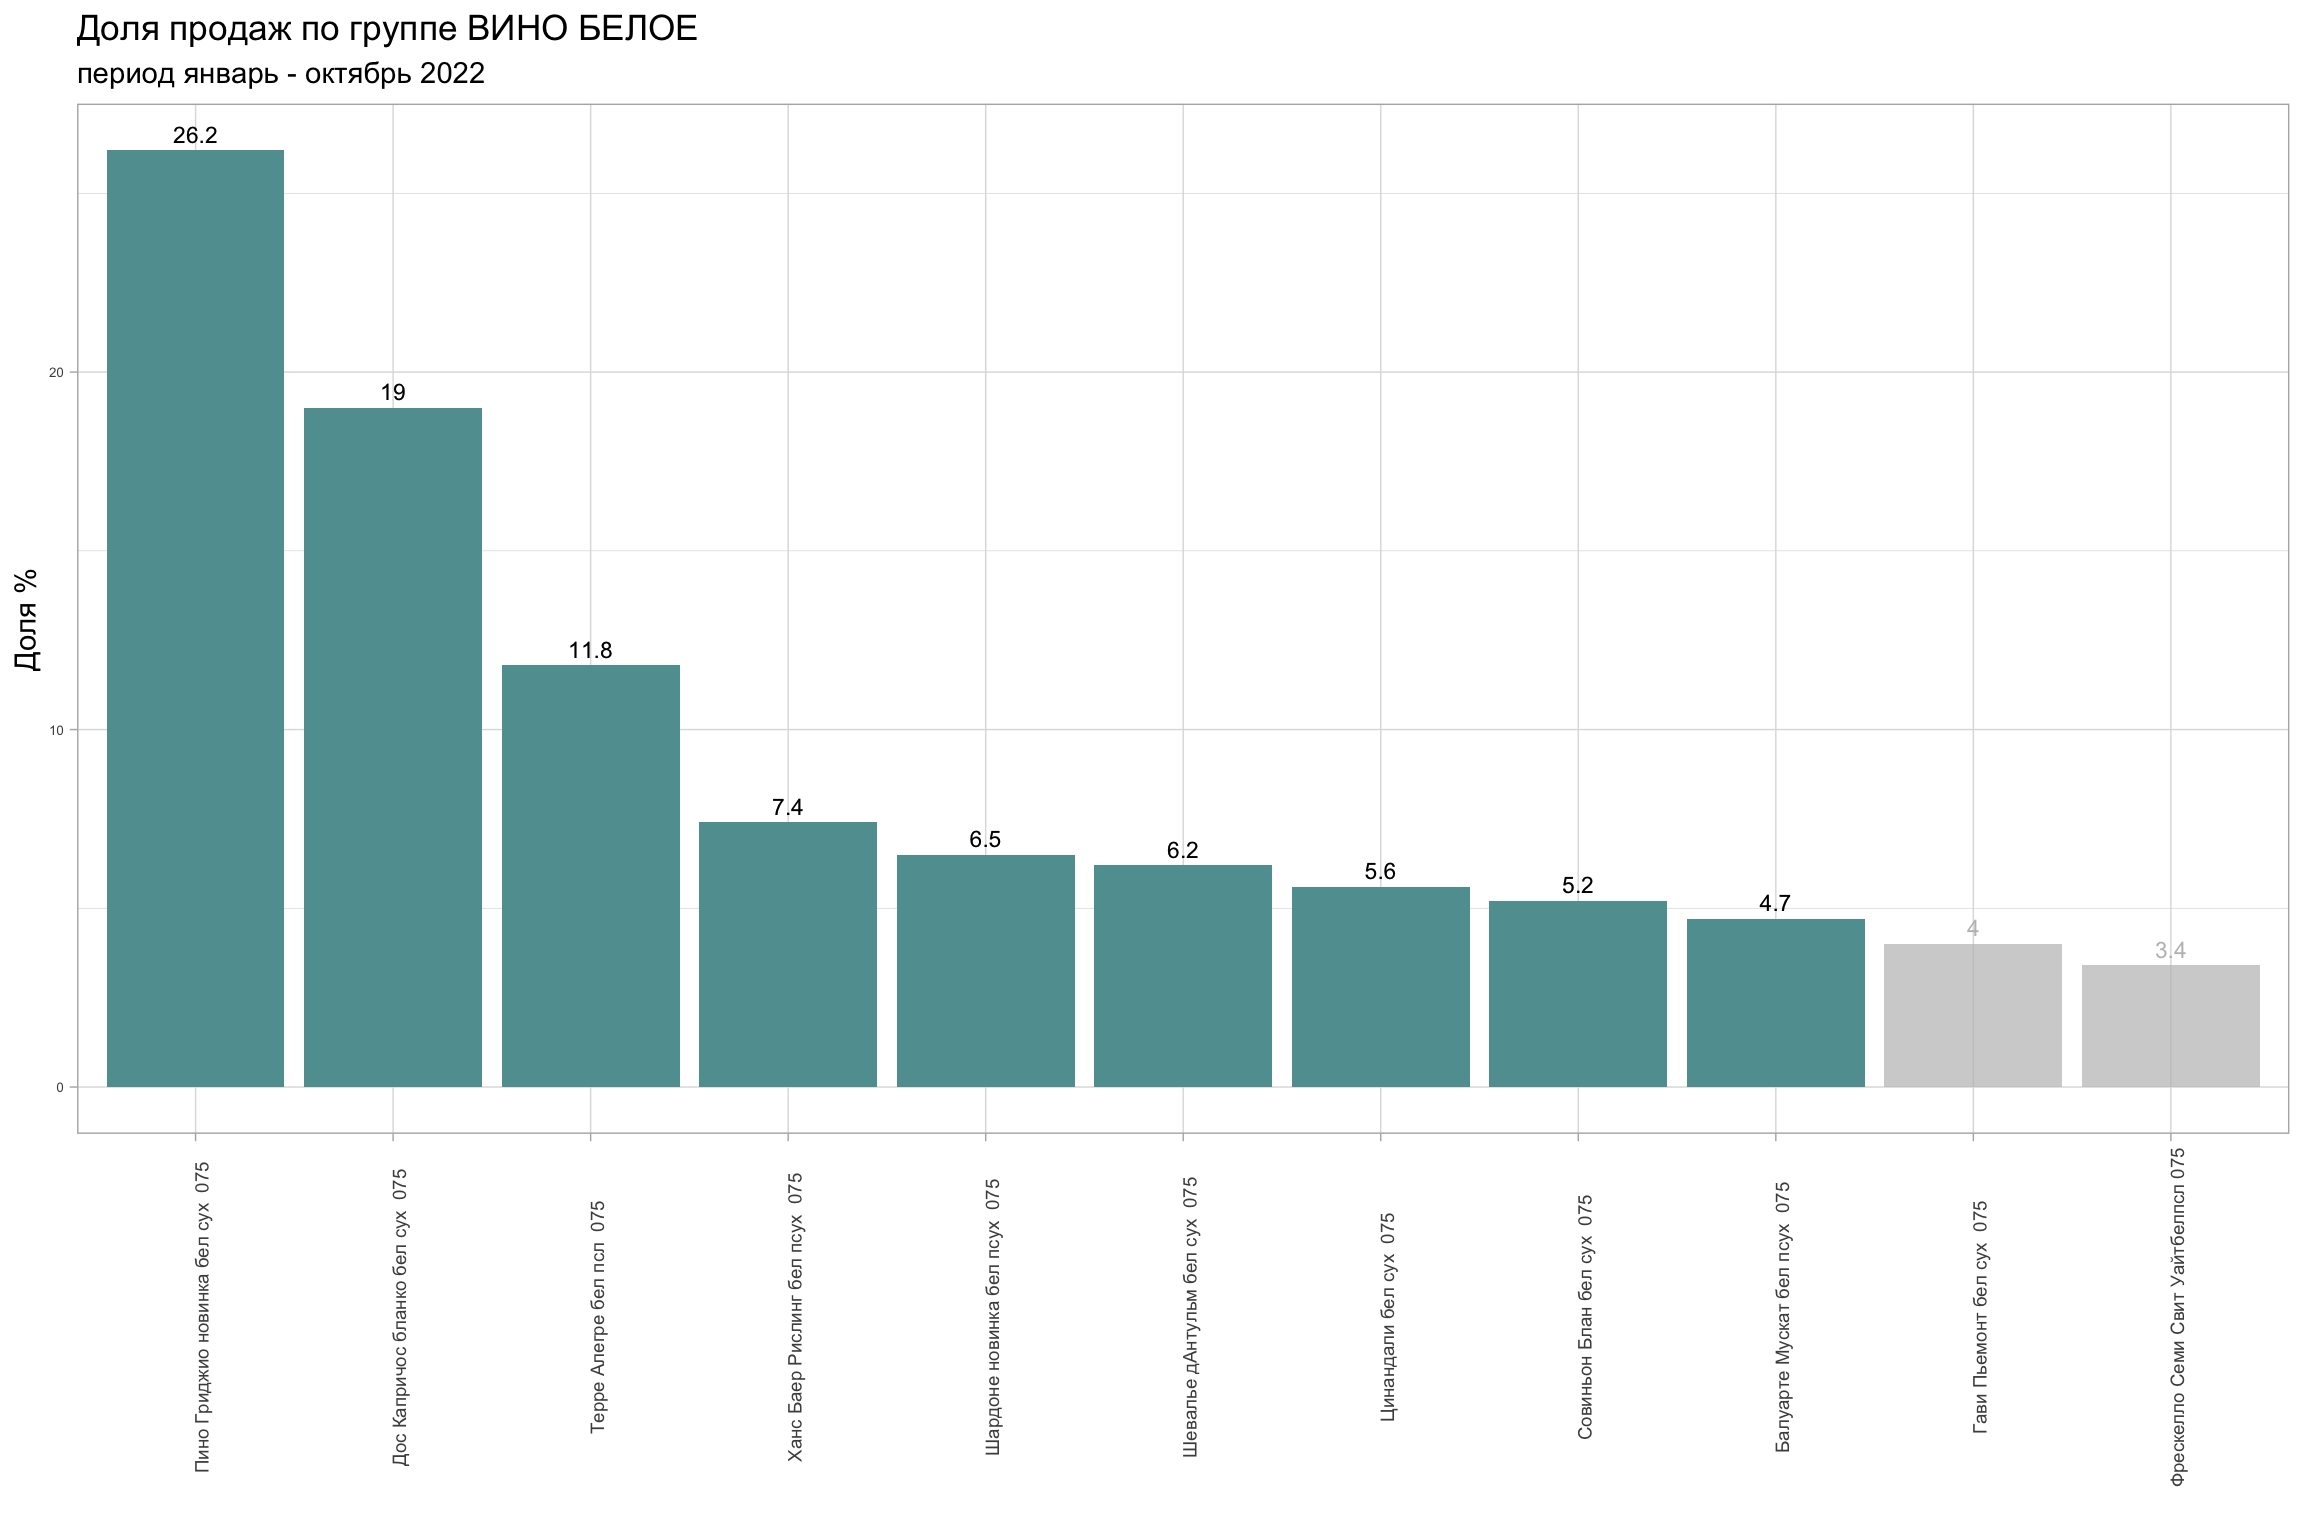 Доля продаж по группе ВИНО БЕЛОЕ
период январь - октябрь 2022
Доля %
20
10
0
26.2
19
11.8
7.4
6.5
6.2
5.6
5.2
4.7
4
3.4
Пино Гриджио новинка бел сух 075
Дос Капричос бланко бел сух 075
Терре Алегре бел псл 075
Ханс Баер Рислинг бел псух 075
Шардоне новинка бел псух 075
Шевалье дАнтульм бел сух 075
Цинандали бел сух 075
Совиньон Блан бел сух 075
Балуарте Мускат бел псух 075
Гави Пьемонт бел сух 075
Фрескелло Семи Свит Уайтбелпсл 075